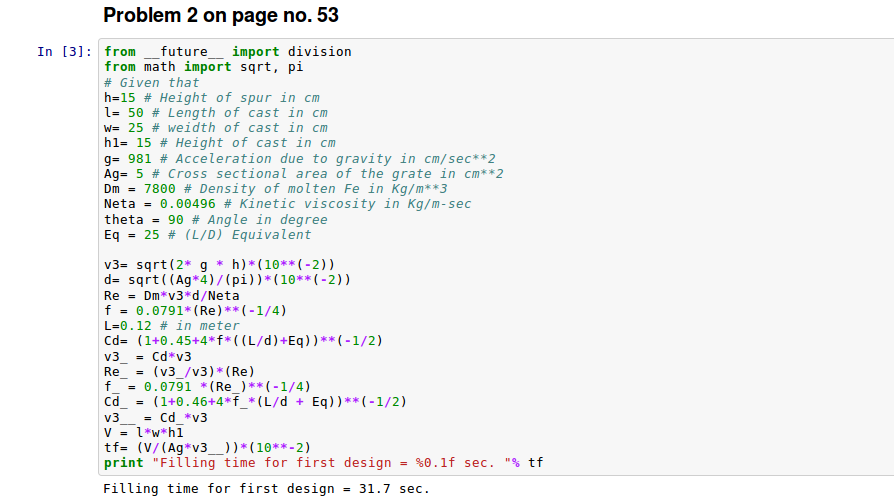 Problem 2 on page no. 53
In [3]: from __future__ import division
from math import sqrt, pi
# Given that
h=15 # Height of spur in cm
l= 50 # Length of cast in cm
w= 25 # weidth of cast in cm
h1= 15 # Height of cast in cm
g= 981 # Acceleration due to gravity in cm/sec**2
Ag= 5 # Cross sectional area of the grate in cm**2
Dm = 7800 # Density of molten Fe in Kg/m**3
Neta = 0.00496 # Kinetic viscosity in Kg/m-sec
theta = 90 # Angle in degree
Eq = 25 # (L/D) Equivalent
v3= sqrt(2* g * h)*(10**(-2))
d= sqrt((Ag*4)/(pi))*(10**(-2))
Re = Dm*v3*d/Neta
f = 0.0791*(Re)**(-1/4)
L=0.12 # in meter
Cd= (1+0.45+4*f*((L/d)+Eq))**(-1/2)
v3_ = Cd*v3
Re_ = (v3_/v3)*(Re)
f_ = 0.0791 *(Re_)**(-1/4)
Cd_ = (1+0.46+4*f_*(L/d + Eq))**(-1/2)
v3__ = Cd_*v3
V = l*w*h1
tf= (V/(Ag*v3__))*(10**-2)
print "Filling time for first design = %0.1f sec. "% tf
Filling time for first design = 31.7 sec.